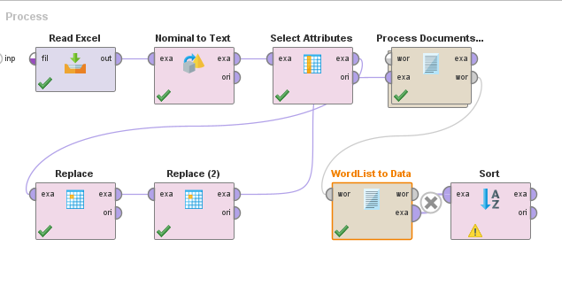 Process
Read Excel
Nominal to Text
Select Attributes
Process Documents...
inp
fil
out
exa
exa
ori
exa
exa
ori
wor
exa
exa
wor
Replace
Replace (2)
WordList to Data
Sort
exa
exa
ori
exa
exa
ori
wor
wor
exa
exa
exa
ori
A
Z